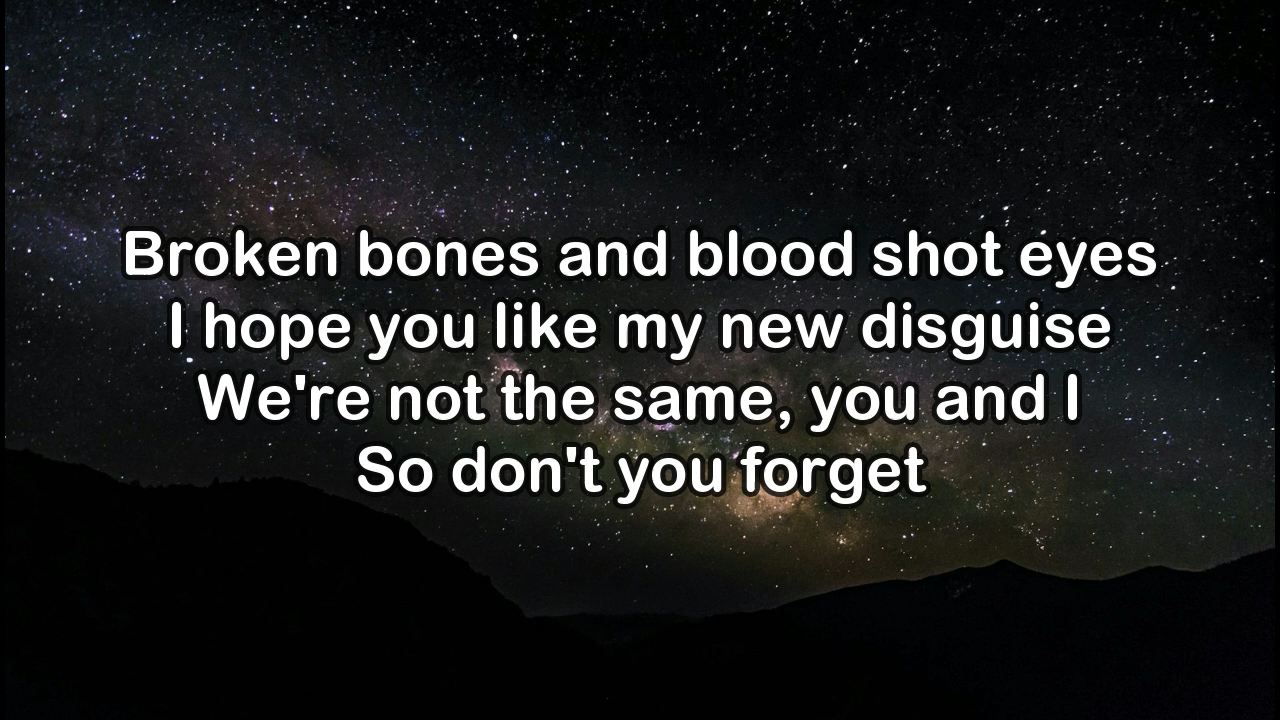 Broken bones and blood shot eyes
I hope you like my new disguise
We're not the same, you and I
So don't you forget